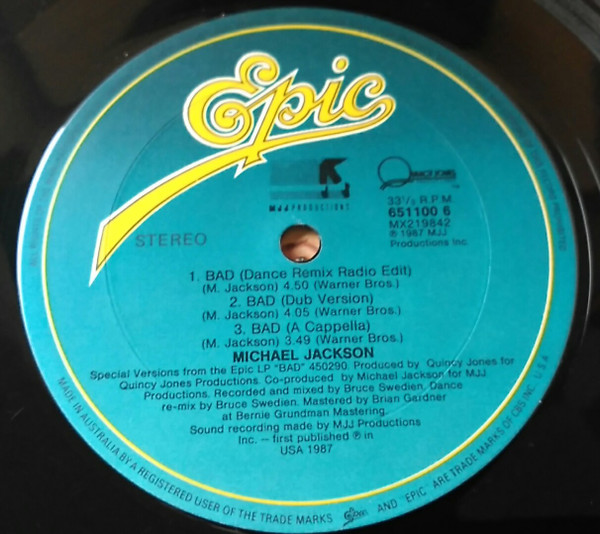 Epic
MJJ PRODUCTIONS
QUINCY JONES
33⅓ R.P.M.
651100 6
MX219842
℗ 1987 MJJ
Productions Inc.
STEREO
1. BAD (Dance Remix Radio Edit)
(M. Jackson) 4.50 (Warner Bros.)
2. BAD (Dub Version)
(M. Jackson) 4.05 (Warner Bros.)
3. BAD (A Cappella)
(M. Jackson) 3.49 (Warner Bros.)
MICHAEL JACKSON
Special Versions from the Epic LP "BAD" 450290. Produced by Quincy Jones for
Quincy Jones Productions. Co-produced by Michael Jackson for MJJ
Productions. Recorded and mixed by Bruce Swedien. Dance
re-mix by Bruce Swedien. Mastered by Brian Gardner
at Bernie Grundman Mastering.
Sound recording made by MJJ Productions
Inc. – first published ℗ in
USA 1987
MADE IN AUSTRALIA BY A REGISTERED USER OF THE TRADE MARKS Epic AND "EPIC" ARE TRADE MARKS OF CBS INC. U.S.A.